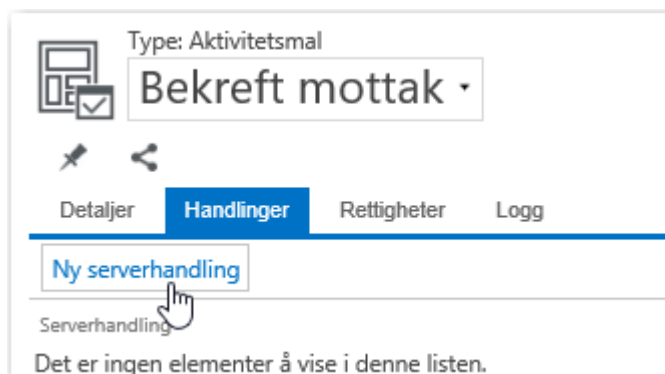 Type: Aktivitetsmal
Bekreft mottak
Detaljer Handlinger Rettigheter Logg
Ny serverhandling
Serverhandling
Det er ingen elementer å vise i denne listen.